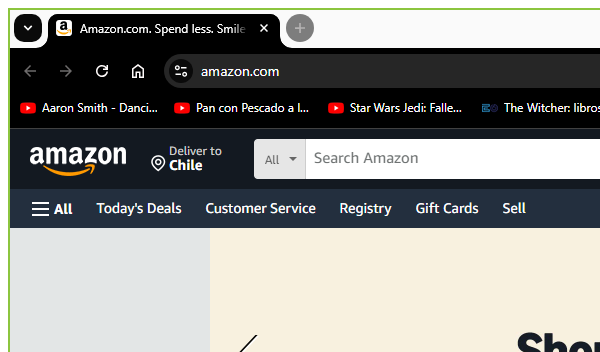 Amazon.com. Spend less. Smile
amazon.com
Aaron Smith - Danci... Pan con Pescado a l... Star Wars Jedi: Falle... The Witcher: libros
amazon
Deliver to
Chile
All Search Amazon
All Today's Deals Customer Service Registry Gift Cards Sell